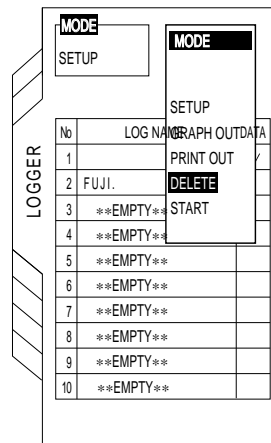 MODE
SETUP
MODE
SETUP
GRAPH OUT
PRINT OUT
DELETE
START
LOGGER
No LOG NAME DATA
1
2 FUJI.
3 **EMPTY**
4 **EMPTY**
5 **EMPTY**
6 **EMPTY**
7 **EMPTY**
8 **EMPTY**
9 **EMPTY**
10 **EMPTY**